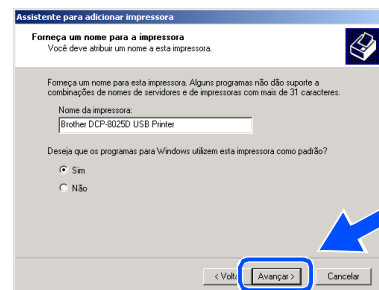 Assistente para adicionar impressora
Forneça um nome para a impressora
Você deve atribuir um nome a esta impressora.
Forneça um nome para esta impressora. Alguns programas não dão suporte a
combinações de nomes de servidores e de impressoras com mais de 31 caracteres.
Nome da impressora:
Brother DCP-8025D USB Printer
Deseja que os programas para Windows utilizem esta impressora como padrão?
Sim
Não
< Volta Avançar > Cancelar